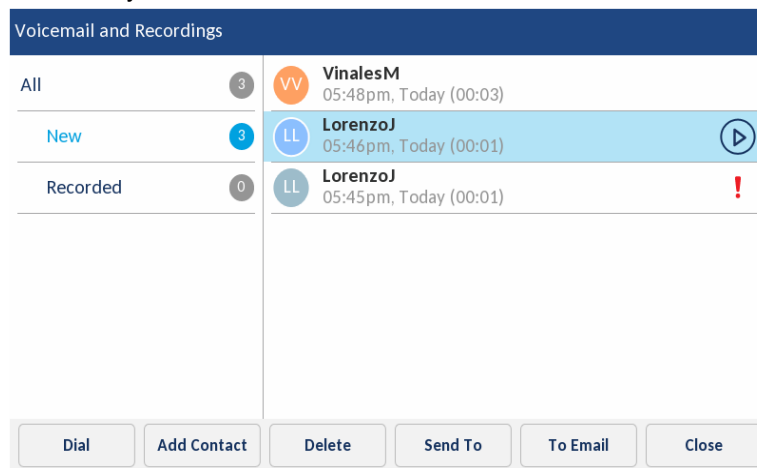 Voicemail and Recordings
All 3
New 3
Recorded 0
VV VinalesM
05:48pm, Today (00:03)
LL LorenzoJ
05:46pm, Today (00:01)
LL LorenzoJ
05:45pm, Today (00:01) !
Dial Add Contact Delete Send To To Email Close